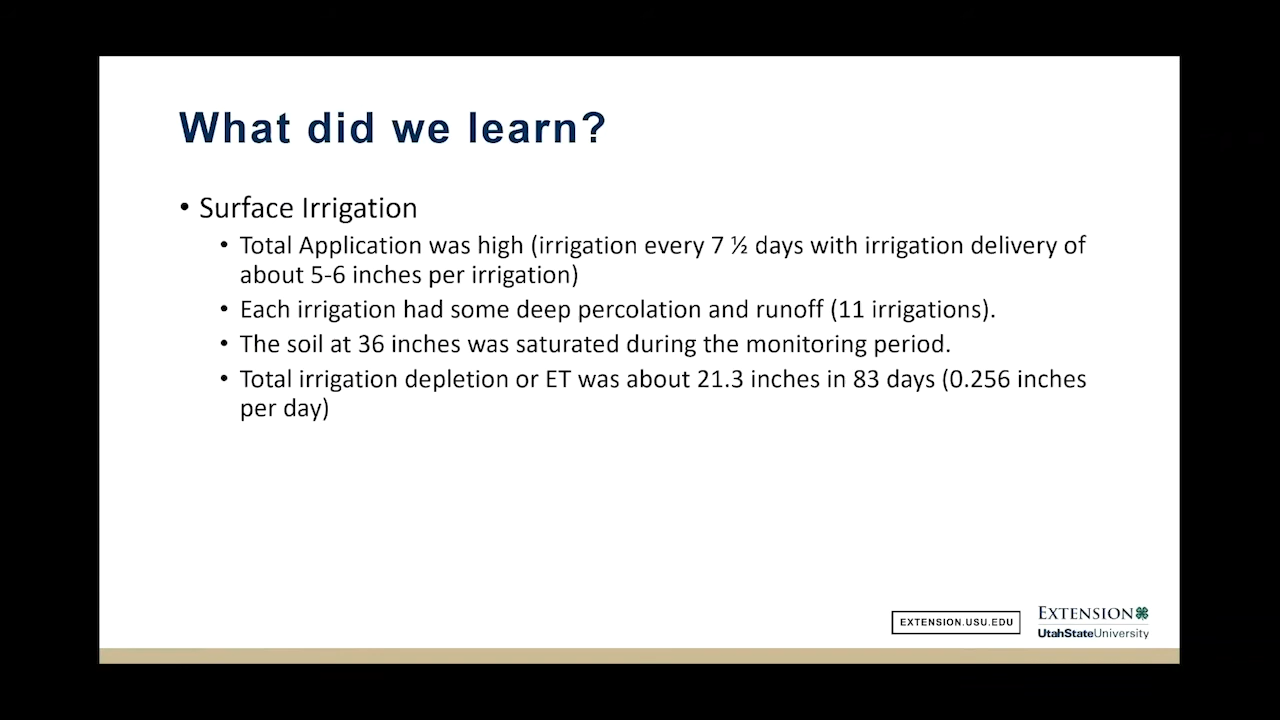 What did we learn?
• Surface Irrigation
• Total Application was high (irrigation every 7 ½ days with irrigation delivery of
about 5-6 inches per irrigation)
• Each irrigation had some deep percolation and runoff (11 irrigations).
• The soil at 36 inches was saturated during the monitoring period.
• Total irrigation depletion or ET was about 21.3 inches in 83 days (0.256 inches
per day)
EXTENSION.USU.EDU
EXTENSION
UtahStateUniversity